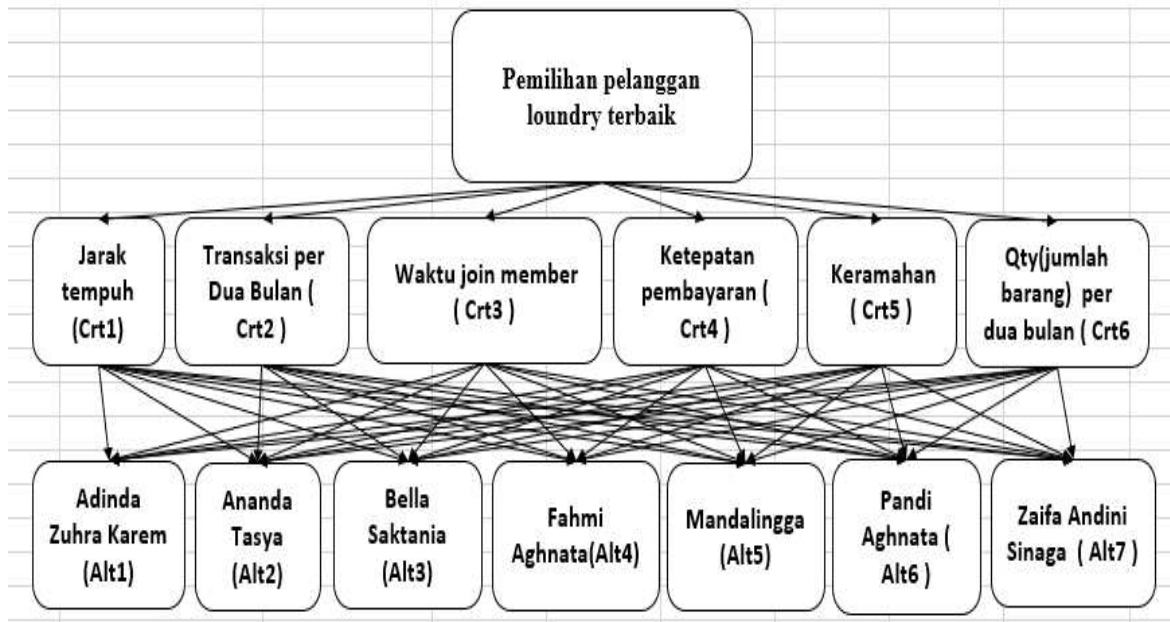 Pemilihan pelanggan
loundry terbaik
Jarak
tempuh
(Crt1)
Transaksi per
Dua Bulan (
Crt2 )
Waktu join member
( Crt3 )
Ketepatan
pembayaran (
Crt4 )
Keramahan
( Crt5 )
Qty(jumlah
barang) per
dua bulan ( Crt6
Adinda
Zuhra Karem
(Alt1)
Ananda
Tasya
(Alt2)
Bella
Saktania
(Alt3)
Fahmi
Aghnata(Alt4)
Mandalingga
(Alt5)
Pandi
Aghnata (
Alt6 )
Zaifa Andini
Sinaga ( Alt7 )